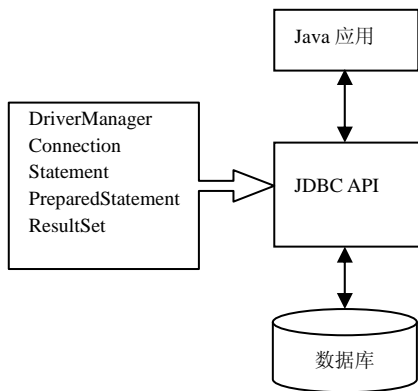 Java 应用
DriverManager
Connection
Statement
PreparedStatement
ResultSet
JDBC API
数据库